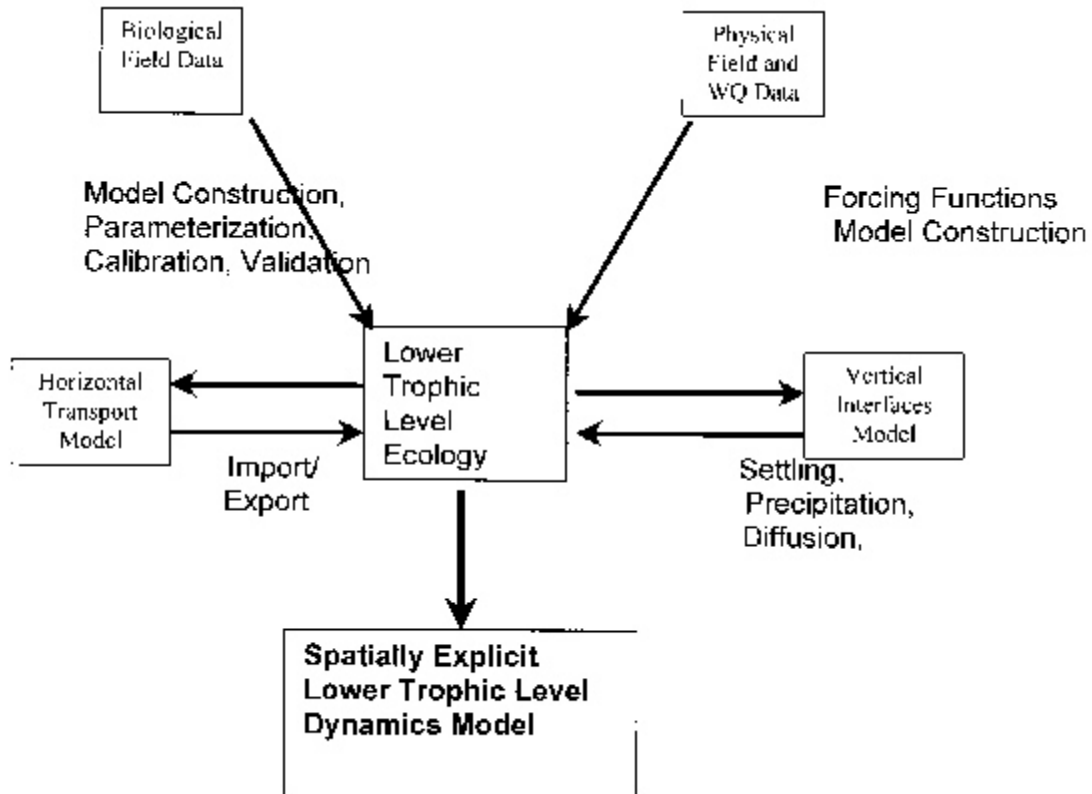 Biological
Field Data
Physical
Field and
WQ Data
Model Construction,
Parameterization,
Calibration, Validation
Forcing Functions
Model Construction
Horizontal
Transport
Model
Lower
Trophic
Level
Ecology
Vertical
Interfaces
Model
Import/
Export
Settling,
Precipitation,
Diffusion,
Spatially Explicit
Lower Trophic Level
Dynamics Model